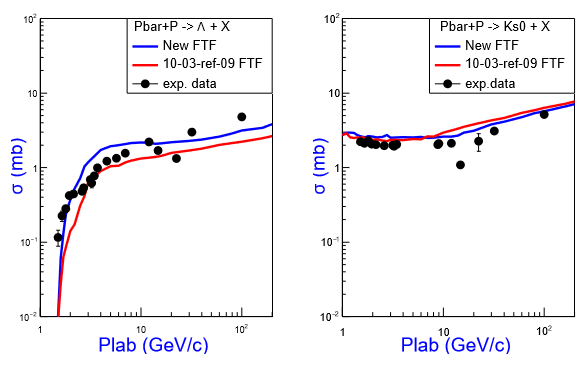 Pbar+P -> Λ + X
New FTF
10-03-ref-09 FTF
exp. data
σ (mb)
10
1
10⁻¹
10⁻²
1
10
10²
Plab (GeV/c)
Pbar+P -> Ks0 + X
New FTF
10-03-ref-09 FTF
exp.data
σ (mb)
10
1
10⁻¹
10⁻²
1
10
10²
Plab (GeV/c)